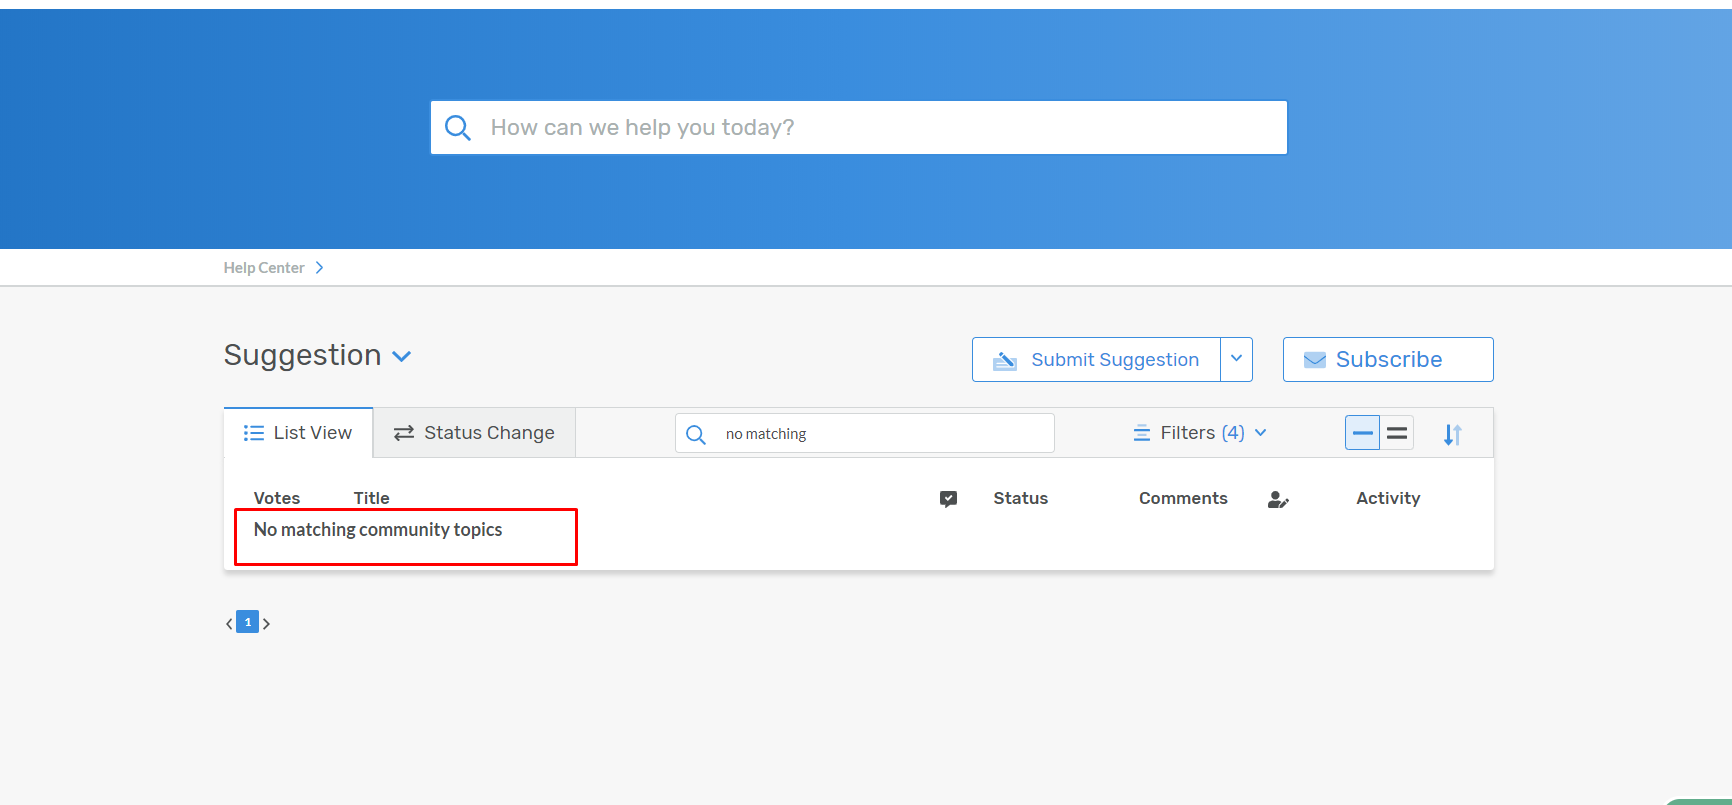 How can we help you today?
Help Center
Suggestion
Submit Suggestion
Subscribe
List View
Status Change
no matching
Filters (4)
Votes Title Status Comments Activity
No matching community topics
1